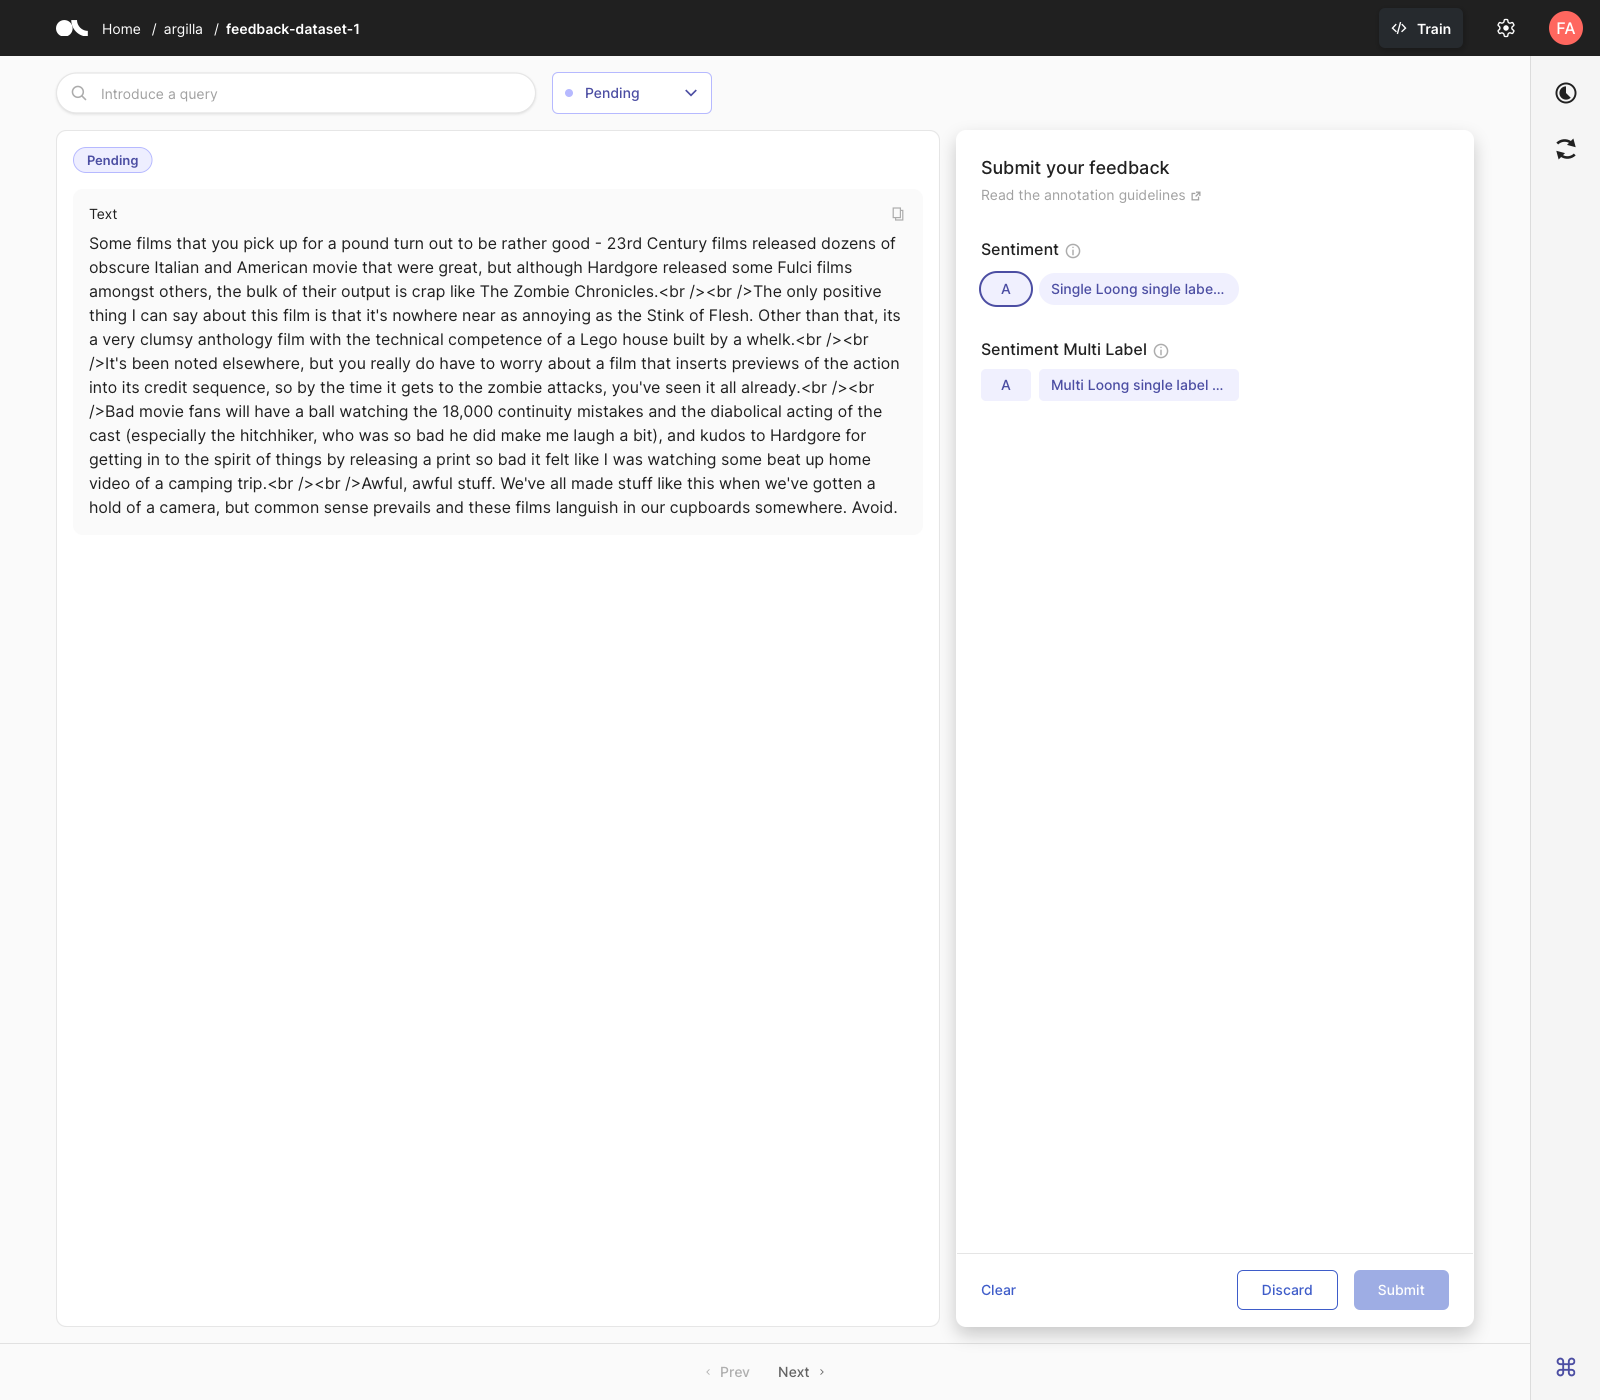 Home / argilla / feedback-dataset-1
Train
FA
Introduce a query
Pending
Pending
Text
Some films that you pick up for a pound turn out to be rather good - 23rd Century films released dozens of
obscure Italian and American movie that were great, but although Hardgore released some Fulci films
amongst others, the bulk of their output is crap like The Zombie Chronicles.<br /><br />The only positive
thing I can say about this film is that it's nowhere near as annoying as the Stink of Flesh. Other than that, its
a very clumsy anthology film with the technical competence of a Lego house built by a whelk.<br /><br
/>It's been noted elsewhere, but you really do have to worry about a film that inserts previews of the action
into its credit sequence, so by the time it gets to the zombie attacks, you've seen it all already.<br /><br
/>Bad movie fans will have a ball watching the 18,000 continuity mistakes and the diabolical acting of the
cast (especially the hitchhiker, who was so bad he did make me laugh a bit), and kudos to Hardgore for
getting in to the spirit of things by releasing a print so bad it felt like I was watching some beat up home
video of a camping trip.<br /><br />Awful, awful stuff. We've all made stuff like this when we've gotten a
hold of a camera, but common sense prevails and these films languish in our cupboards somewhere. Avoid.
Submit your feedback
Read the annotation guidelines
Sentiment
A
Single Loong single labe...
Sentiment Multi Label
A
Multi Loong single label ...
Clear
Discard
Submit
Prev
Next